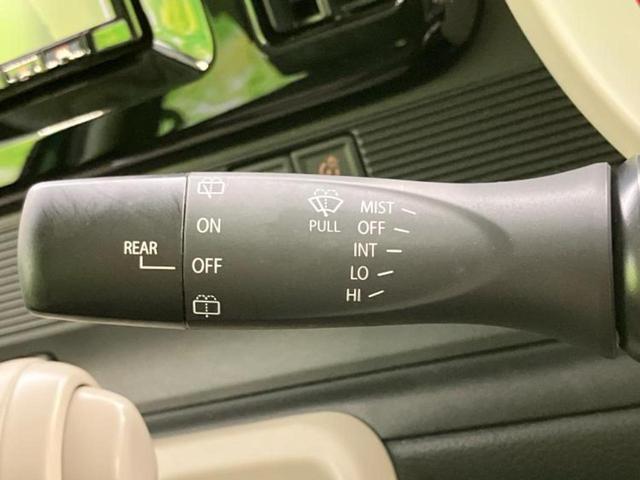 REAR
ON
OFF
PULL
MIST
OFF
INT
LO
HI